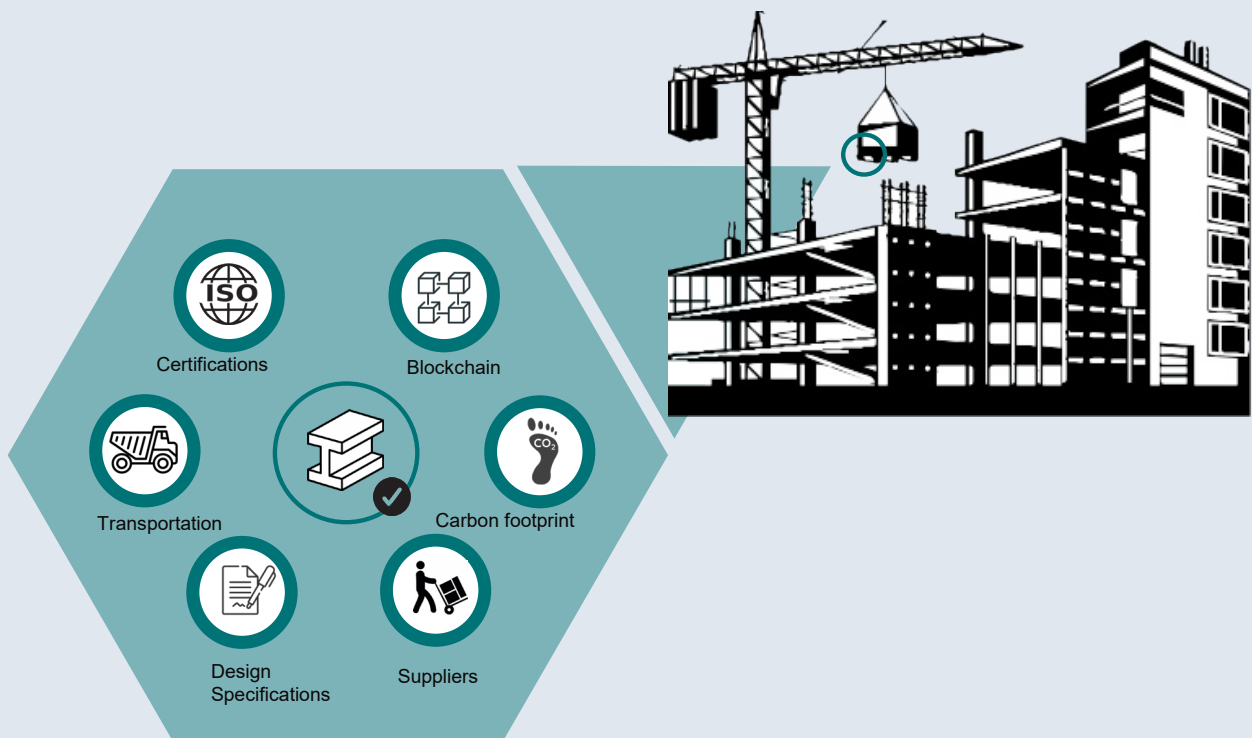 ISO
Certifications
Blockchain
CO₂
Transportation
Carbon footprint
Design
Specifications
Suppliers